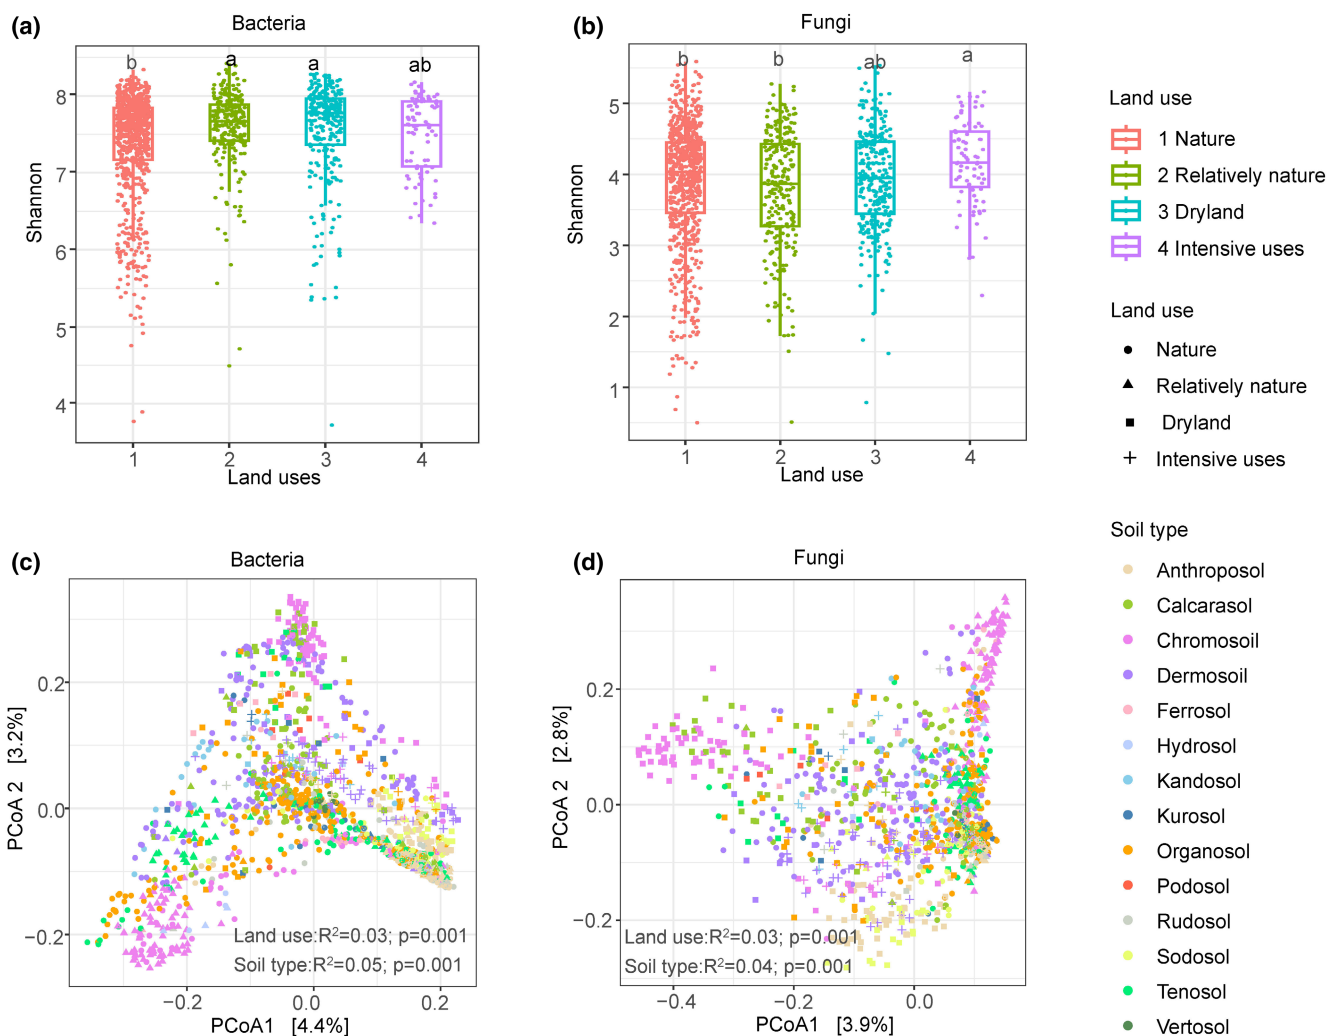 (a)
Bacteria
b
a
a
ab
Shannon
8
7
6
5
4
1
2
3
4
Land uses
(b)
Fungi
b
b
ab
a
Shannon
5
4
3
2
1
1
2
3
4
Land use
Land use
1 Nature
2 Relatively nature
3 Dryland
4 Intensive uses
Land use
Nature
Relatively nature
Dryland
Intensive uses
(c)
Bacteria
PCoA 2 [3.2%]
0.2
0.0
−0.2
Land use:R²=0.03; p=0.001
Soil type:R²=0.05; p=0.001
−0.2
0.0
0.2
PCoA1 [4.4%]
(d)
Fungi
PCoA 2 [2.8%]
0.2
0.0
−0.2
Land use:R²=0.03; p=0.001
Soil type:R²=0.04; p=0.001
−0.4
−0.2
0.0
PCoA1 [3.9%]
Soil type
Anthroposol
Calcarasol
Chromosoil
Dermosoil
Ferrosol
Hydrosol
Kandosol
Kurosol
Organosol
Podosol
Rudosol
Sodosol
Tenosol
Vertosol